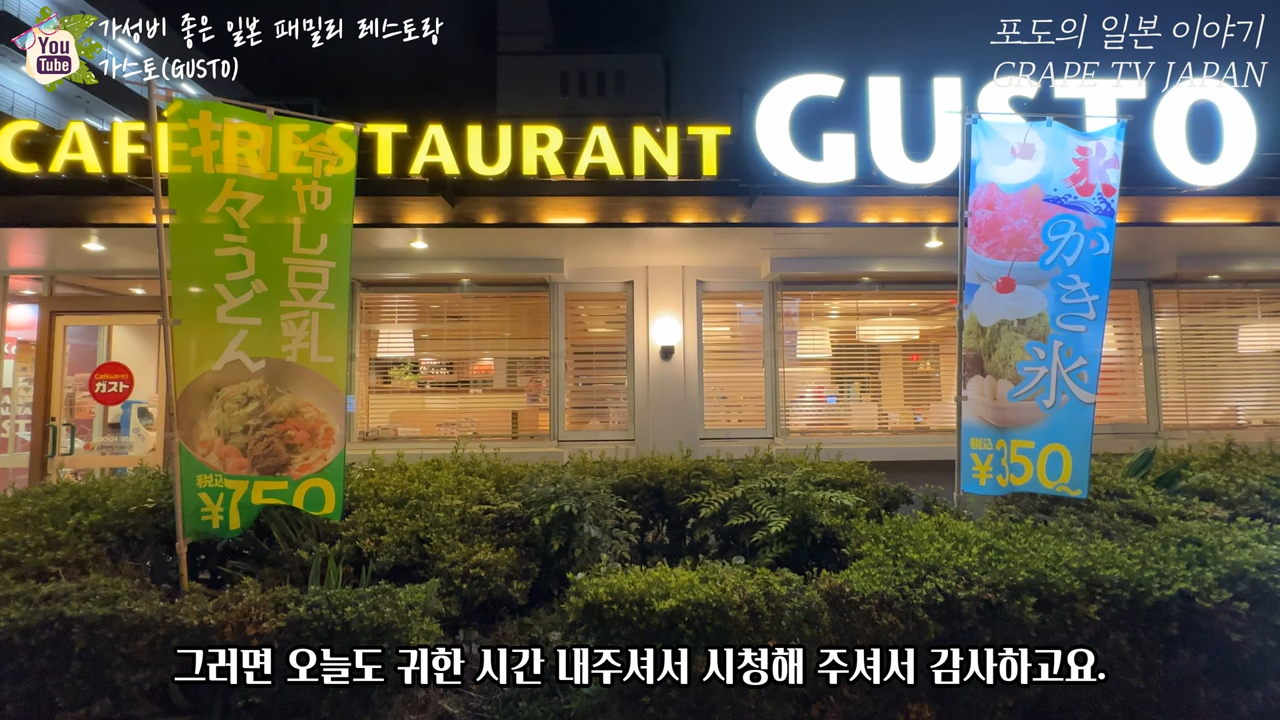 가성비 좋은 일본 패밀리 레스토랑
가스토(GUSTO)
You
Tube
포도의 일본 이야기
GRAPE TV JAPAN
CAFÉ RESTAURANT GUSTO
冷やし豆乳
担々うどん
税込
¥750
氷
かき氷
税込
¥350~
ガスト
그러면 오늘도 귀한 시간 내주셔서 시청해 주셔서 감사하고요.